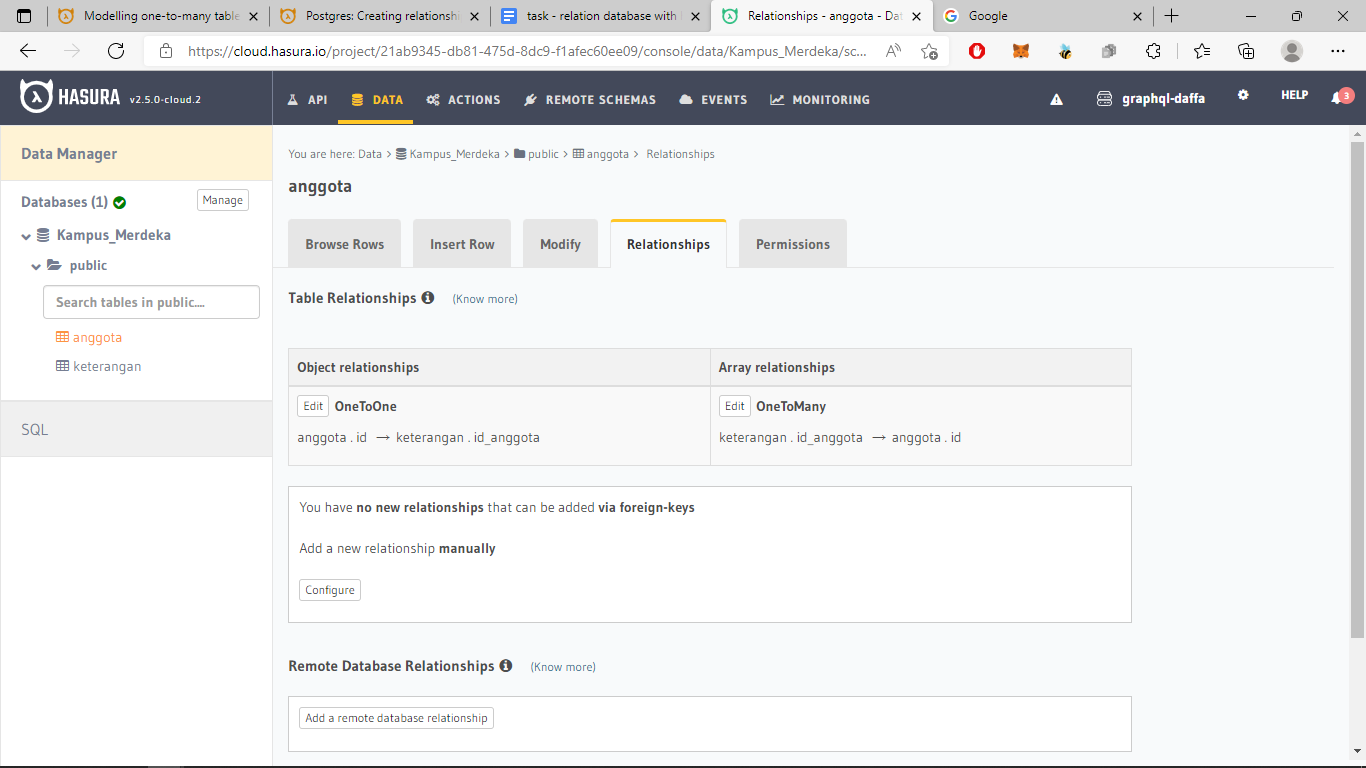 Modelling one-to-many table
Postgres: Creating relationshi
task - relation database with
Relationships - anggota - Dat
Google
https://cloud.hasura.io/project/21ab9345-db81-475d-8dc9-f1afec60ee09/console/data/Kampus_Merdeka/sc...
HASURA v2.5.0-cloud.2
API
DATA
ACTIONS
REMOTE SCHEMAS
EVENTS
MONITORING
graphql-daffa
HELP
3
Data Manager
Databases (1)
Manage
Kampus_Merdeka
public
Search tables in public....
anggota
keterangan
SQL
You are here: Data > Kampus_Merdeka > public > anggota > Relationships
anggota
Browse Rows
Insert Row
Modify
Relationships
Permissions
Table Relationships (Know more)
Object relationships
Array relationships
Edit OneToOne
anggota . id → keterangan . id_anggota
Edit OneToMany
keterangan . id_anggota → anggota . id
You have no new relationships that can be added via foreign-keys
Add a new relationship manually
Configure
Remote Database Relationships (Know more)
Add a remote database relationship